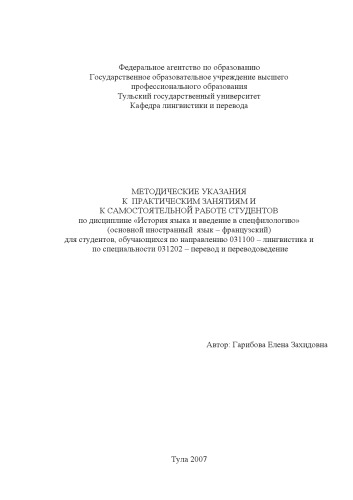 Федеральное агентство по образованию
Государственное образовательное учреждение высшего
профессионального образования
Тульский государственный университет
Кафедра лингвистики и перевода
МЕТОДИЧЕСКИЕ УКАЗАНИЯ
К ПРАКТИЧЕСКИМ ЗАНЯТИЯМ И
К САМОСТОЯТЕЛЬНОЙ РАБОТЕ СТУДЕНТОВ
по дисциплине «История языка и введение в спецфилологию»
(основной иностранный язык – французский)
для студентов, обучающихся по направлению 031100 – лингвистика и
по специальности 031202 – перевод и переводоведение
Автор: Гарибова Елена Захидовна
Тула 2007